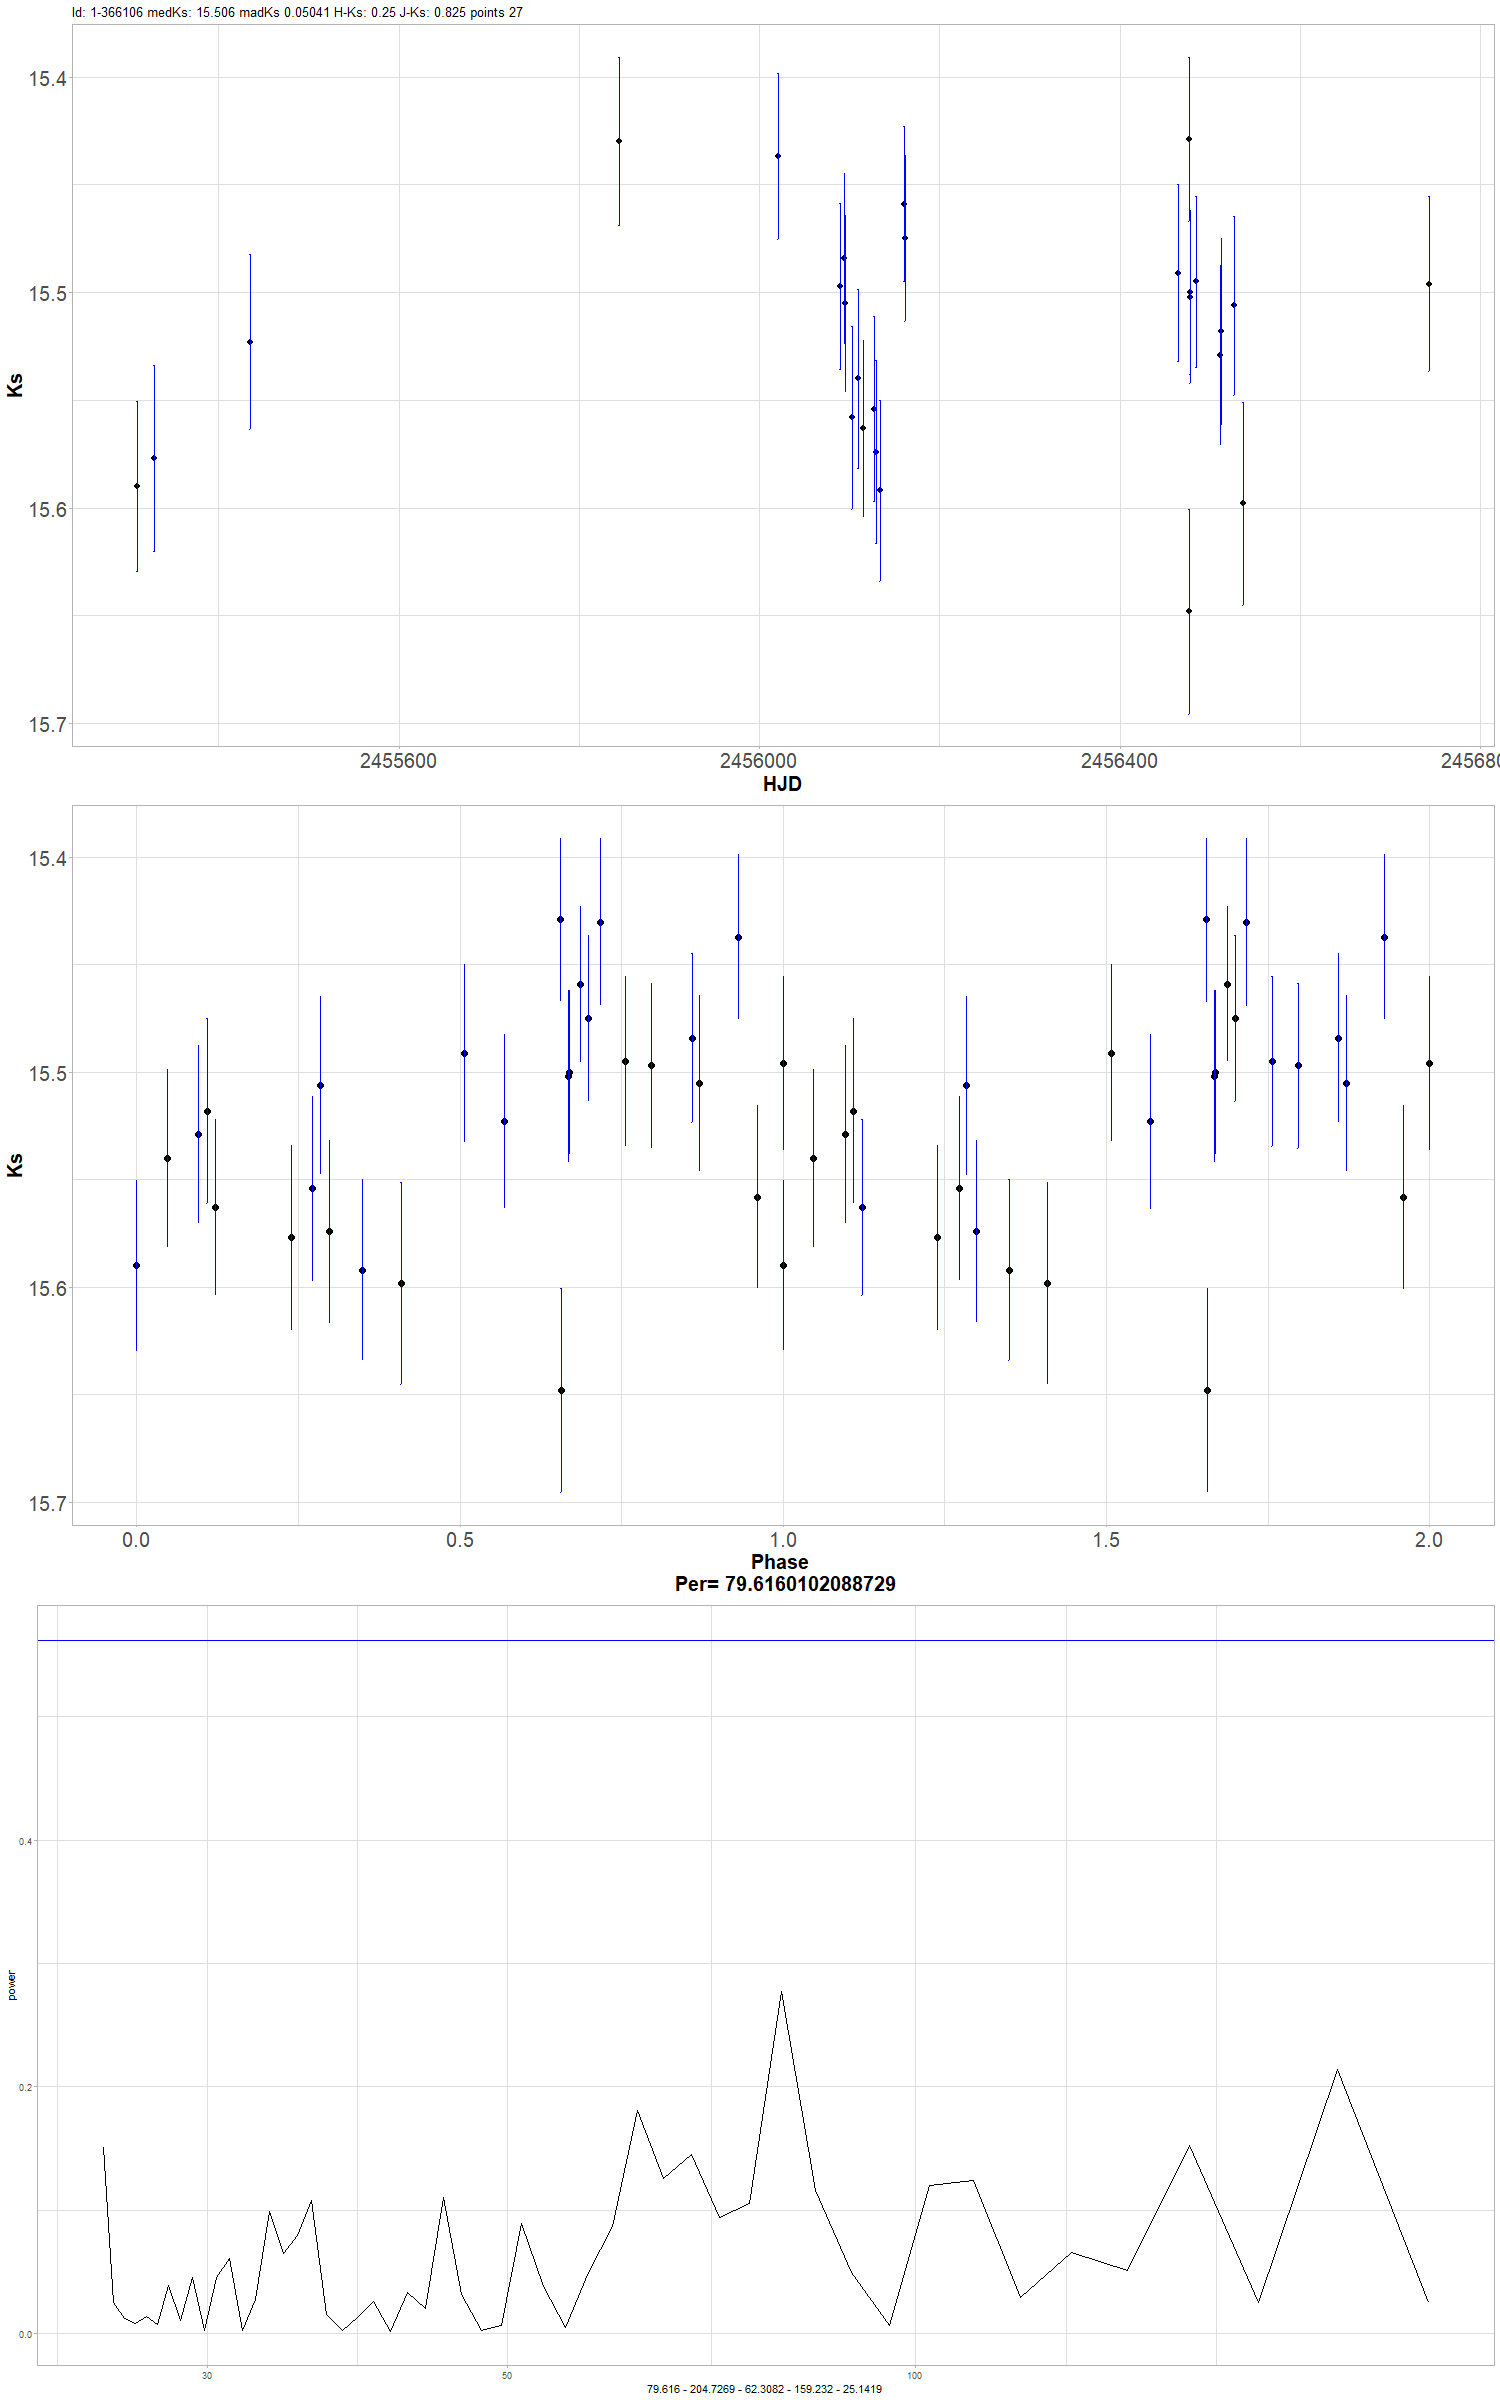 Id: 1-366106 medKs: 15.506 madKs 0.05041 H-Ks: 0.25 J-Ks: 0.825 points 27
15.4
15.5
Ks
15.6
15.7
2455600 2456000 2456400 245680
HJD
15.4
15.5
Ks
15.6
15.7
0.0 0.5 1.0 1.5 2.0
Phase
Per= 79.6160102088729
0.4
power
0.2
0.0
30 50 100
79.616 - 204.7269 - 62.3082 - 159.232 - 25.1419